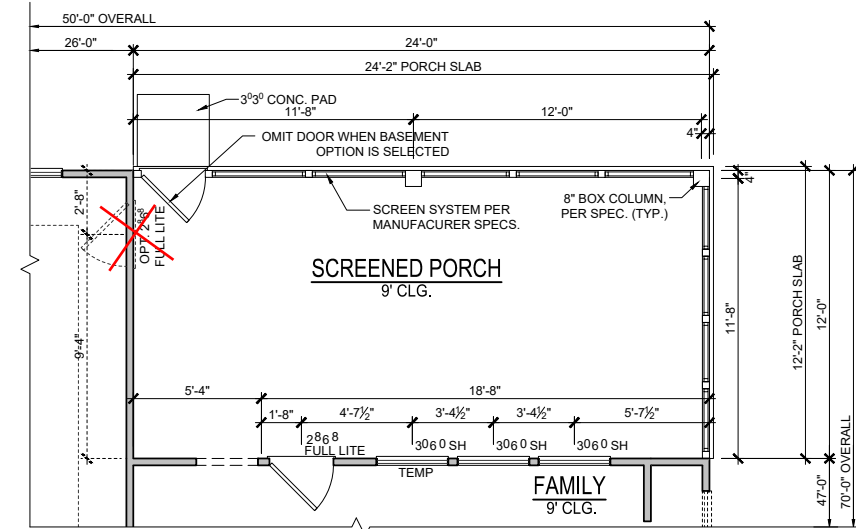 50'-0" OVERALL
26'-0"
24'-0"
24'-2" PORCH SLAB
3⁰3⁰ CONC. PAD
11'-8"
12'-0"
4"
OMIT DOOR WHEN BASEMENT
OPTION IS SELECTED
2'-8"
OPT. 2⁸6⁸
FULL LITE
SCREEN SYSTEM PER
MANUFACURER SPECS.
8" BOX COLUMN,
PER SPEC. (TYP.)
4"
SCREENED PORCH
9' CLG.
9'-4"
11'-8"
12'-2" PORCH SLAB
12'-0"
5'-4"
18'-8"
1'-8"
4'-7½"
3'-4½"
3'-4½"
5'-7½"
2⁸6⁸
FULL LITE
3⁰6⁰ SH
3⁰6⁰ SH
3⁰6⁰ SH
TEMP
FAMILY
9' CLG.
47'-0"
70'-0" OVERALL